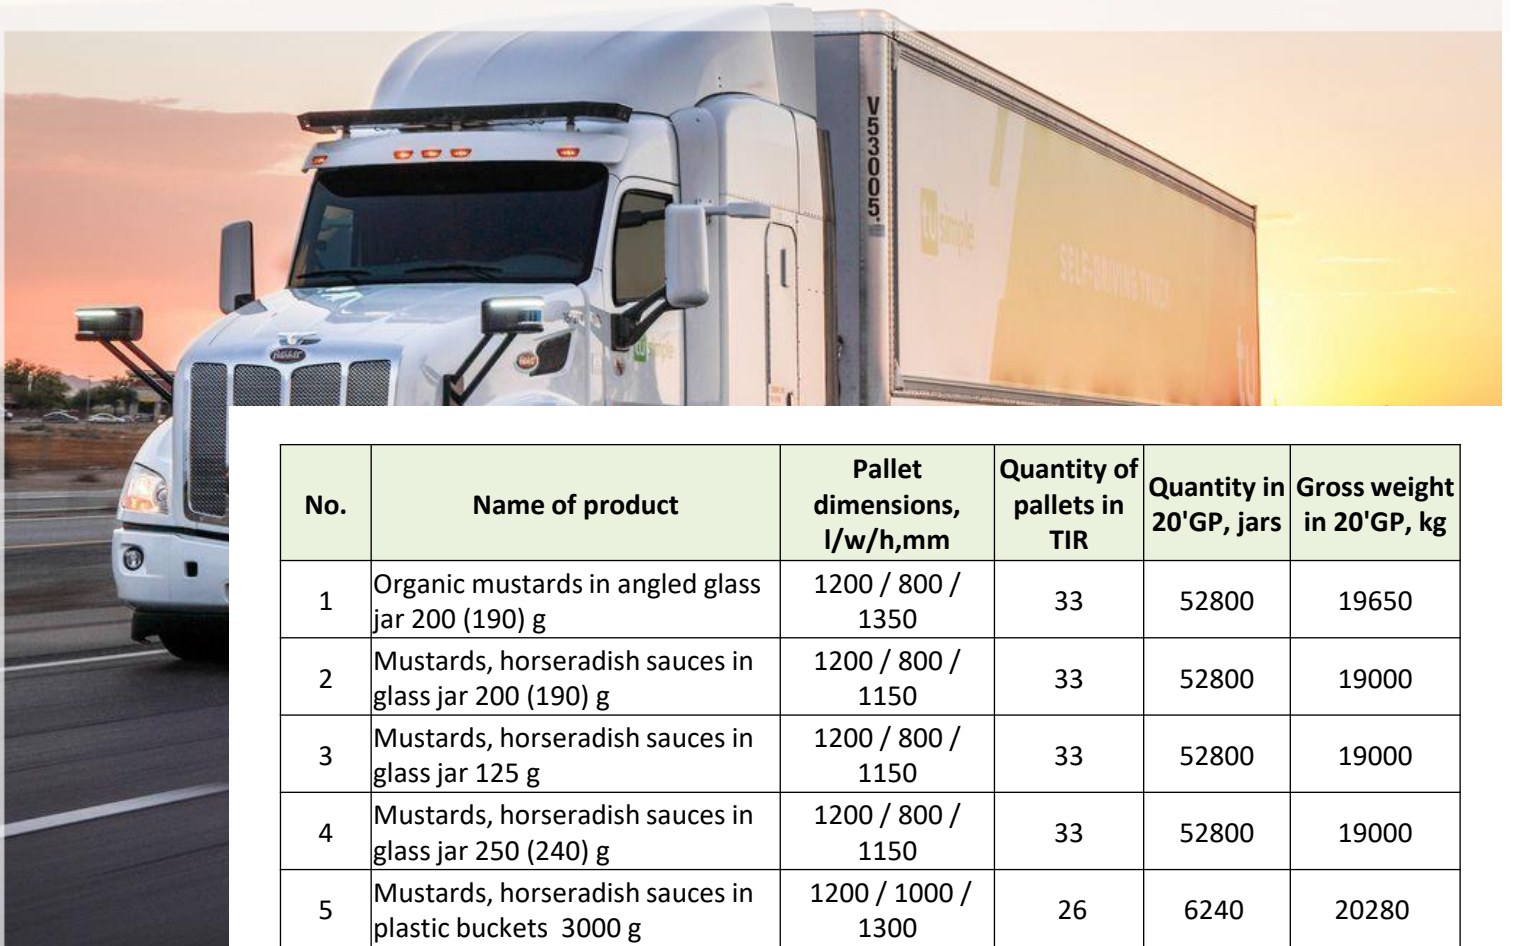 V53005
tusimple
SELF-DRIVING TRUCK
No.
Name of product
Pallet
dimensions,
l/w/h,mm
Quantity of
pallets in
TIR
Quantity in
20'GP, jars
Gross weight
in 20'GP, kg
1
Organic mustards in angled glass
jar 200 (190) g
1200 / 800 /
1350
33
52800
19650
2
Mustards, horseradish sauces in
glass jar 200 (190) g
1200 / 800 /
1150
33
52800
19000
3
Mustards, horseradish sauces in
glass jar 125 g
1200 / 800 /
1150
33
52800
19000
4
Mustards, horseradish sauces in
glass jar 250 (240) g
1200 / 800 /
1150
33
52800
19000
5
Mustards, horseradish sauces in
plastic buckets  3000 g
1200 / 1000 /
1300
26
6240
20280